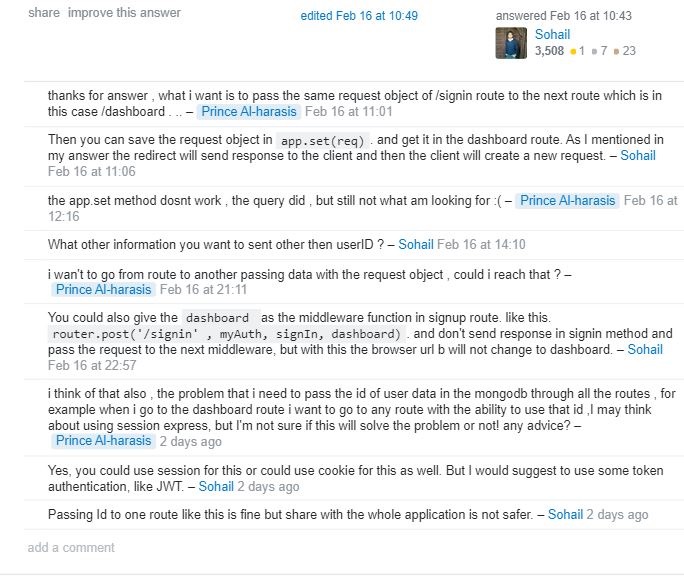 share improve this answer
edited Feb 16 at 10:49
answered Feb 16 at 10:43
Sohail
3,508 1 7 23
thanks for answer , what i want is to pass the same request object of /signin route to the next route which is in
this case /dashboard . .. – Prince Al-harasis Feb 16 at 11:01
Then you can save the request object in app.set(req) . and get it in the dashboard route. As I mentioned in
my answer the redirect will send response to the client and then the client will create a new request. – Sohail
Feb 16 at 11:06
the app.set method dosnt work , the query did , but still not what am looking for :( – Prince Al-harasis Feb 16 at
12:16
What other information you want to sent other then userID ? – Sohail Feb 16 at 14:10
i wan't to go from route to another passing data with the request object , could i reach that ? –
Prince Al-harasis Feb 16 at 21:11
You could also give the dashboard as the middleware function in signup route. like this.
router.post('/signin' , myAuth, signIn, dashboard) . and don't send response in signin method and
pass the request to the next middleware, but with this the browser url b will not change to dashboard. – Sohail
Feb 16 at 22:57
i think of that also , the problem that i need to pass the id of user data in the mongodb through all the routes , for
example when i go to the dashboard route i want to go to any route with the ability to use that id ,I may think
about using session express, but I'm not sure if this will solve the problem or not! any advice? –
Prince Al-harasis 2 days ago
Yes, you could use session for this or could use cookie for this as well. But I would suggest to use some token
authentication, like JWT. – Sohail 2 days ago
Passing Id to one route like this is fine but share with the whole application is not safer. – Sohail 2 days ago
add a comment